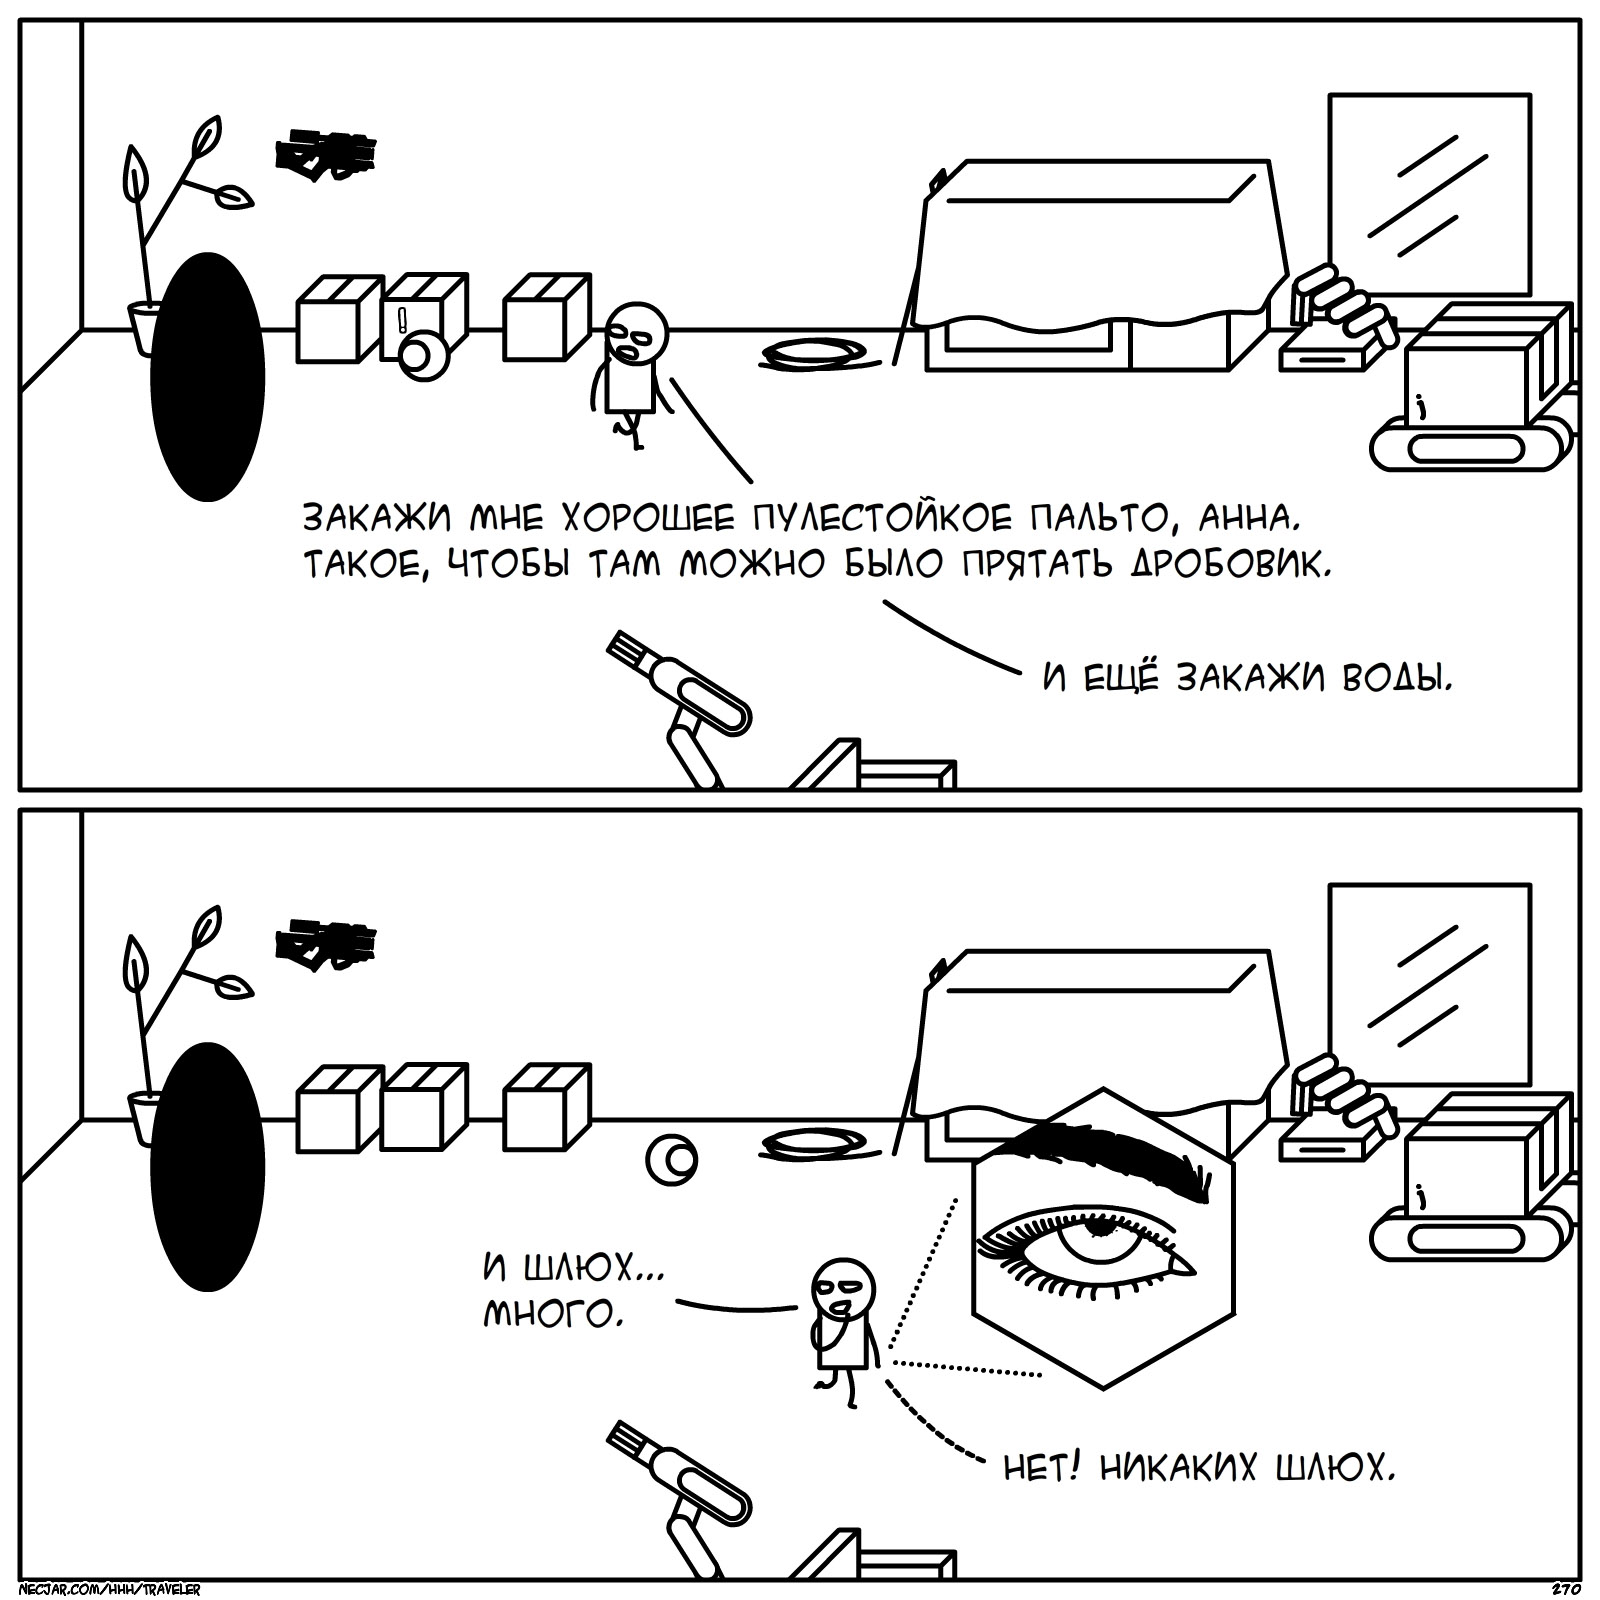 ЗАКАЖИ МНЕ ХОРОШЕЕ ПУЛЕСТОЙКОЕ ПАЛЬТО, АННА.
ТАКОЕ, ЧТОБЫ ТАМ МОЖНО БЫЛО ПРЯТАТЬ ДРОБОВИК.
И ЕЩЁ ЗАКАЖИ ВОДЫ.
И ШЛЮХ...
МНОГО.
НЕТ! НИКАКИХ ШЛЮХ.
NECJAR.COM/HHH/TRAVELER
270